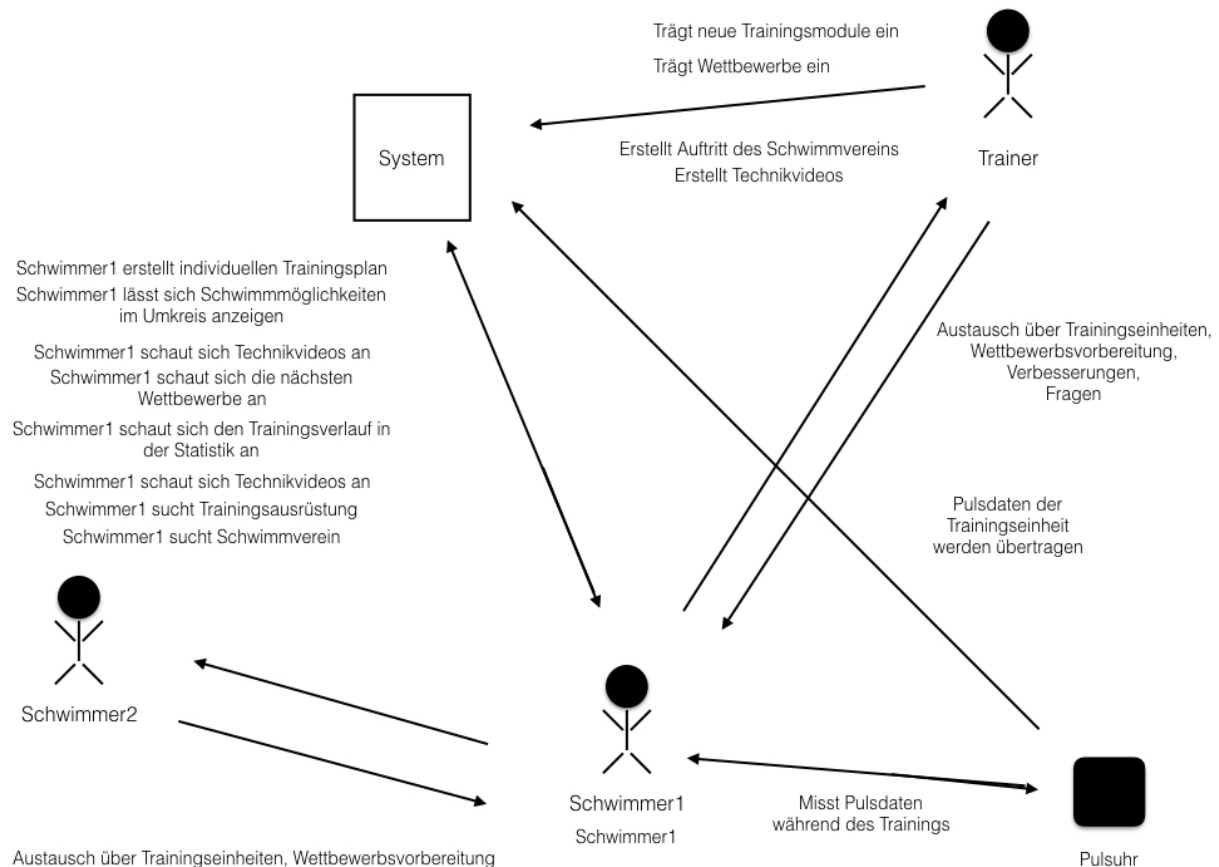 Trägt neue Trainingsmodule ein
Trägt Wettbewerbe ein
System
Erstellt Auftritt des Schwimmvereins
Erstellt Technikvideos
Trainer
Schwimmer1 erstellt individuellen Trainingsplan
Schwimmer1 lässt sich Schwimmmöglichkeiten
im Umkreis anzeigen
Schwimmer1 schaut sich Technikvideos an
Schwimmer1 schaut sich die nächsten
Wettbewerbe an
Schwimmer1 schaut sich den Trainingsverlauf in
der Statistik an
Schwimmer1 schaut sich Technikvideos an
Schwimmer1 sucht Trainingsausrüstung
Schwimmer1 sucht Schwimmverein
Austausch über Trainingseinheiten,
Wettbewerbsvorbereitung,
Verbesserungen,
Fragen
Pulsdaten der
Trainingseinheit
werden übertragen
Schwimmer2
Schwimmer1
Schwimmer1
Misst Pulsdaten
während des Trainings
Pulsuhr
Austausch über Trainingseinheiten, Wettbewerbsvorbereitung